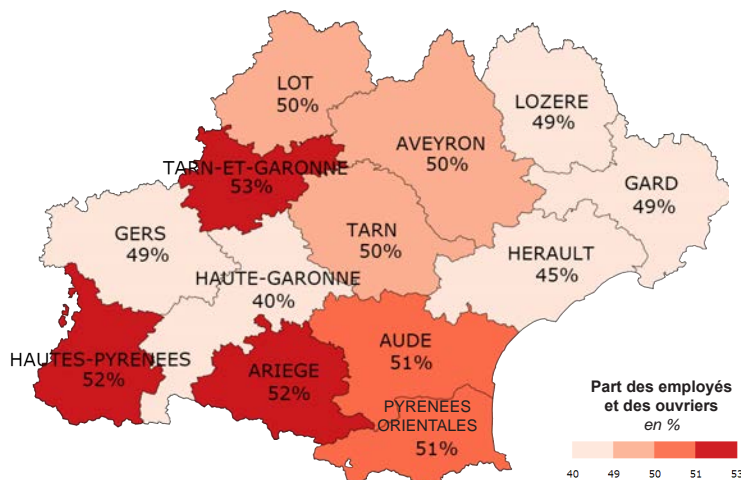 LOT
50%
LOZERE
49%
AVEYRON
50%
TARN-ET-GARONNE
53%
GARD
49%
GERS
49%
TARN
50%
HERAULT
45%
HAUTE-GARONNE
40%
AUDE
51%
HAUTES-PYRENEES
52%
ARIEGE
52%
PYRENEES
ORIENTALES
51%
Part des employés
et des ouvriers
en %
40 49 50 51 53